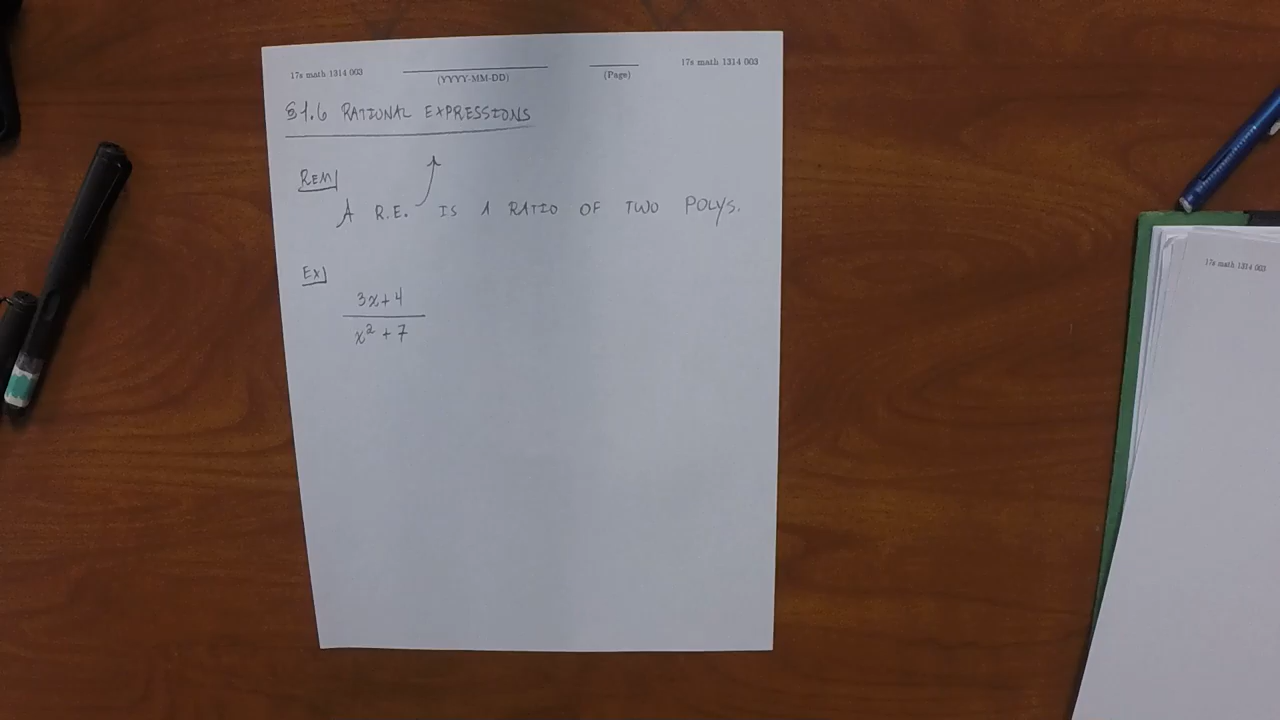 17s math 1314 003
(YYYY-MM-DD)
(Page)
17s math 1314 003
§1.6 RATIONAL EXPRESSIONS
REM
A R.E. IS A RATIO OF TWO POLYS.
EX
3x+4
x² + 7
17s math 1314 003